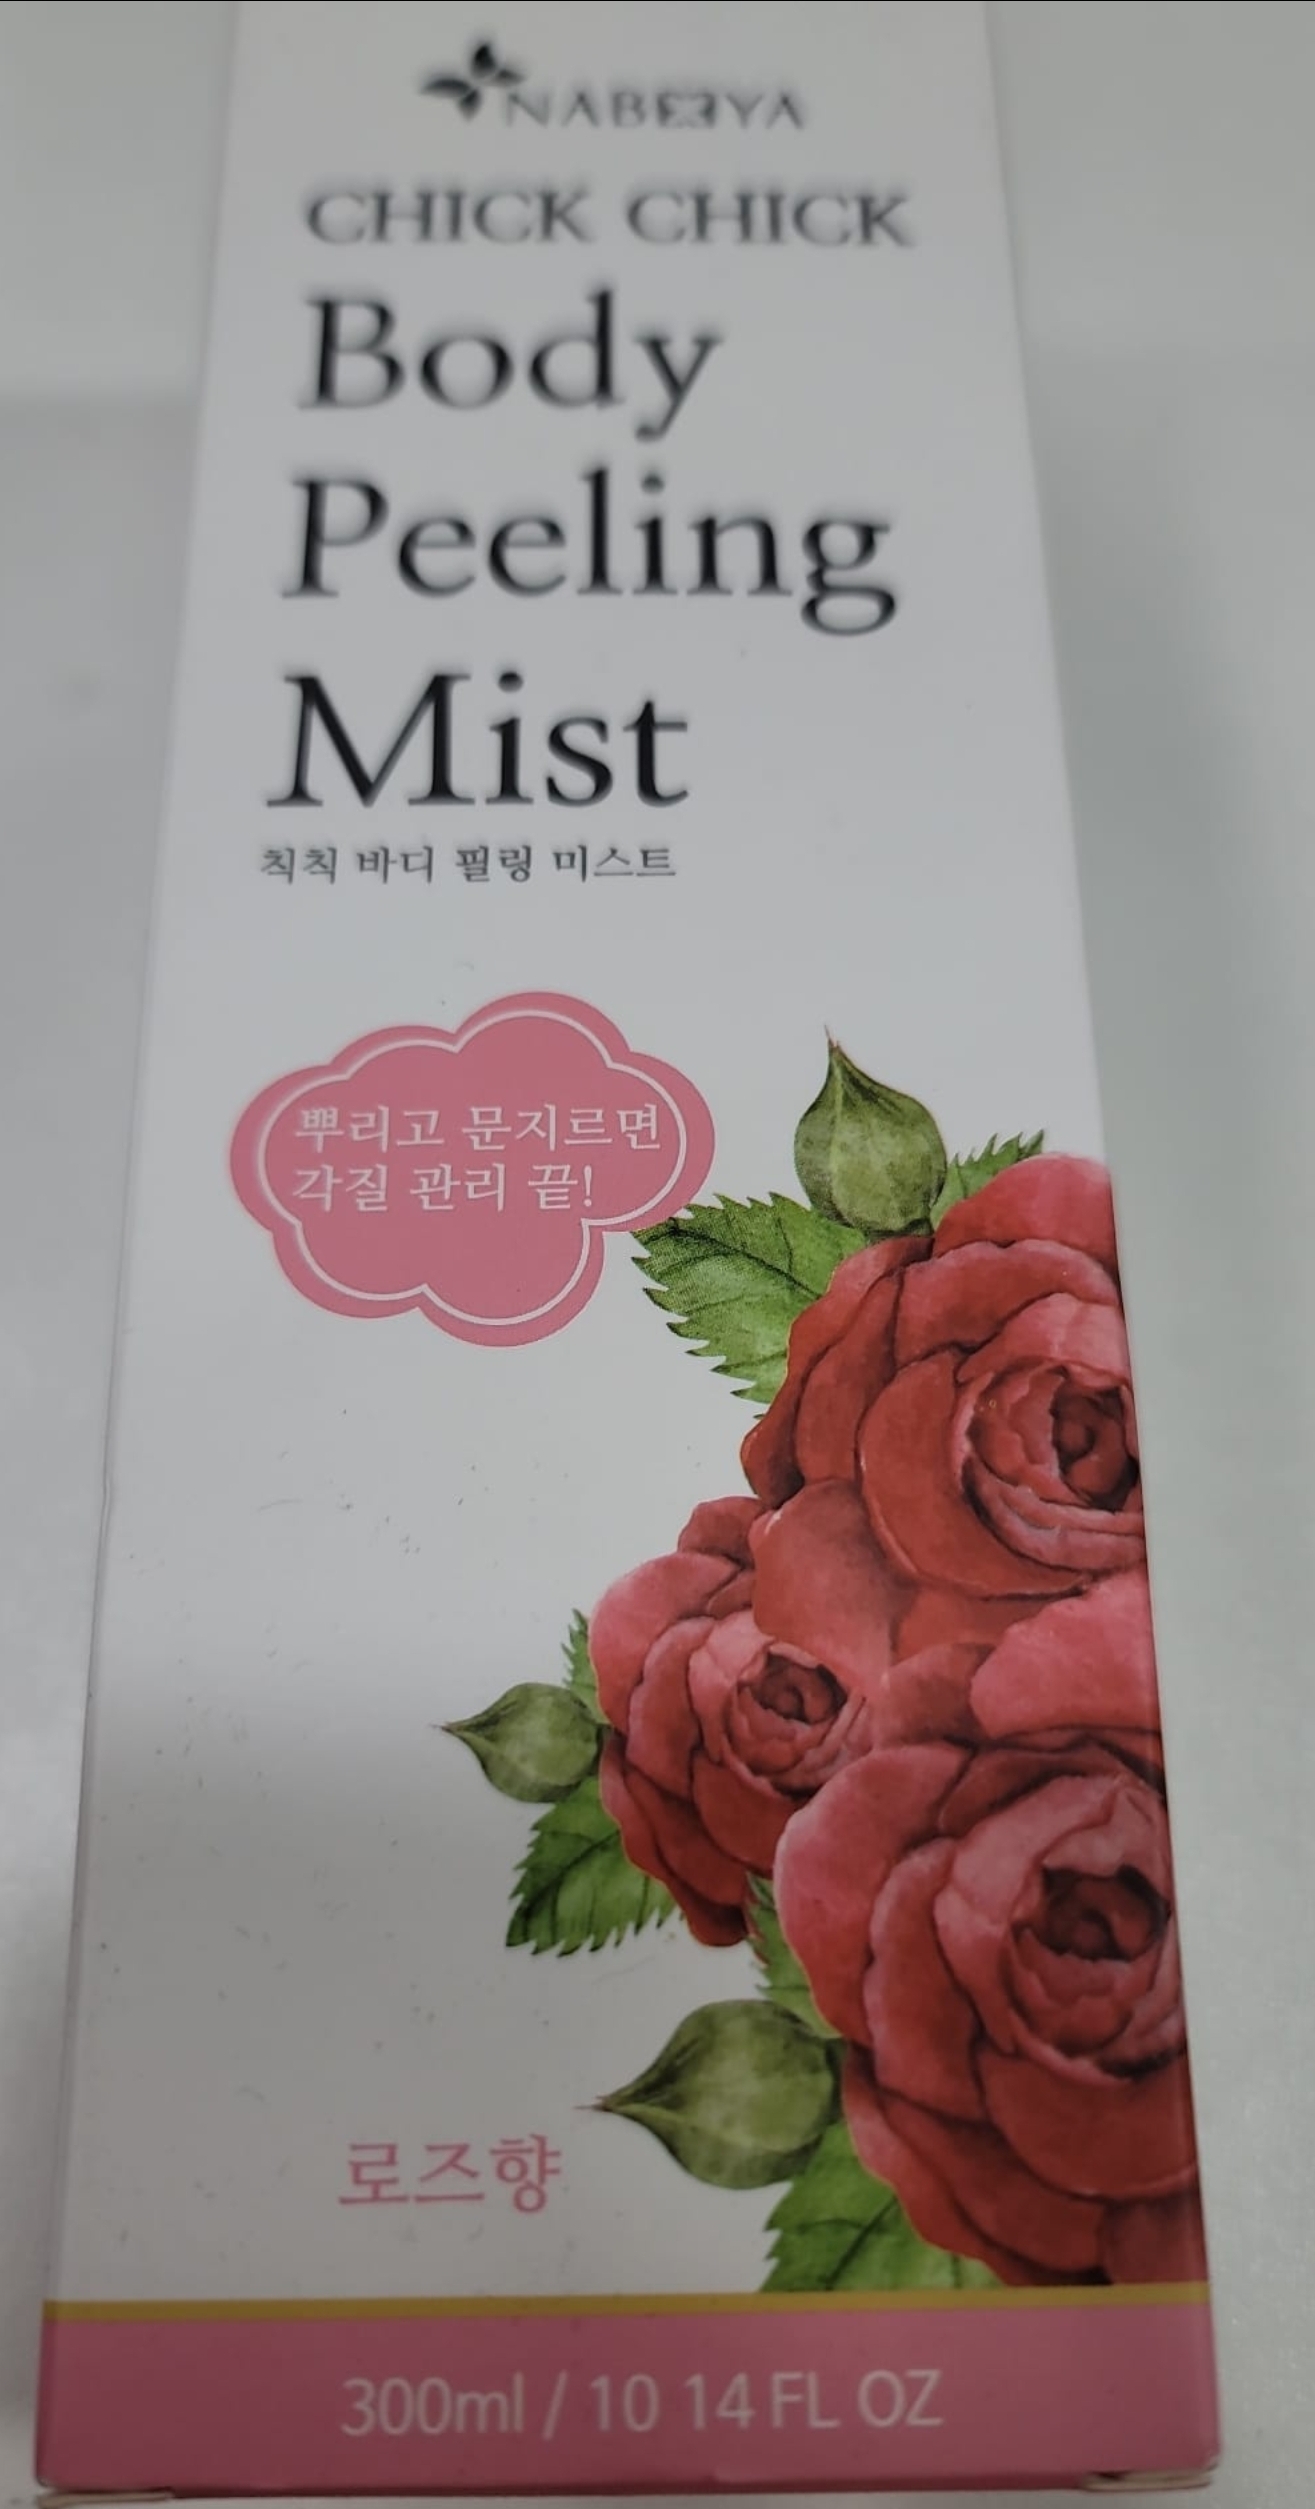 NABEEYA
CHICK CHICK
Body
Peeling
Mist
칙칙 바디 필링 미스트
뿌리고 문지르면
각질 관리 끝!
로즈향
300ml / 10 14 FL OZ